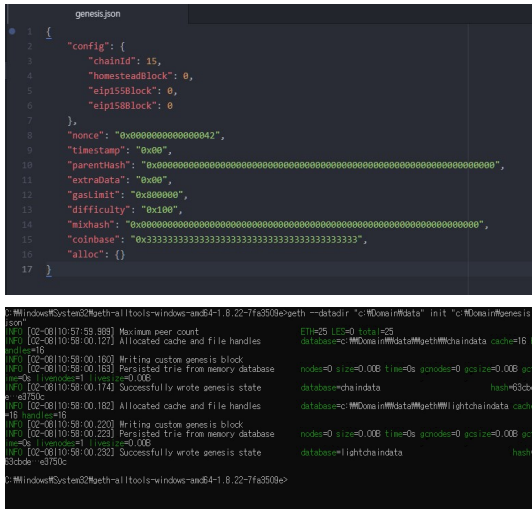 genesis.json
1 {
2 "config": {
3 "chainId": 15,
4 "homesteadBlock": 0,
5 "eip155Block": 0,
6 "eip158Block": 0
7 },
8 "nonce": "0x0000000000000042",
9 "timestamp": "0x00",
10 "parentHash": "0x0000000000000000000000000000000000000000000000000000000000000000",
11 "extraData": "0x00",
12 "gasLimit": "0x800000",
13 "difficulty": "0x100",
14 "mixhash": "0x0000000000000000000000000000000000000000000000000000000000000000",
15 "coinbase": "0x3333333333333333333333333333333333333333",
16 "alloc": {}
17 }
C:₩Windows₩System32₩geth-alltools-windows-amd64-1.8.22-7fa3509e>geth --datadir "c:₩Domain₩data" init "c:₩Domain₩genesis
json"
INFO [02-08|10:57:59.989] Maximum peer count ETH=25 LES=0 total=25
INFO [02-08|10:58:00.127] Allocated cache and file handles database=c:₩₩Domain₩₩data₩₩geth₩₩chaindata cache=16
ndles=16
INFO [02-08|10:58:00.160] Writing custom genesis block
INFO [02-08|10:58:00.163] Persisted trie from memory database nodes=0 size=0.00B time=0s gcnodes=0 gcsize=0.00B gct
ime=0s livenodes=1 livesize=0.00B
INFO [02-08|10:58:00.174] Successfully wrote genesis state database=chaindata hash=63cbd
e…e3750c
INFO [02-08|10:58:00.182] Allocated cache and file handles database=c:₩₩Domain₩₩data₩₩geth₩₩lightchaindata cache
=16 handles=16
INFO [02-08|10:58:00.220] Writing custom genesis block
INFO [02-08|10:58:00.223] Persisted trie from memory database nodes=0 size=0.00B time=0s gcnodes=0 gcsize=0.00B gct
ime=0s livenodes=1 livesize=0.00B
INFO [02-08|10:58:00.232] Successfully wrote genesis state database=lightchaindata hash=
63cbde…e3750c
C:₩Windows₩System32₩geth-alltools-windows-amd64-1.8.22-7fa3509e>